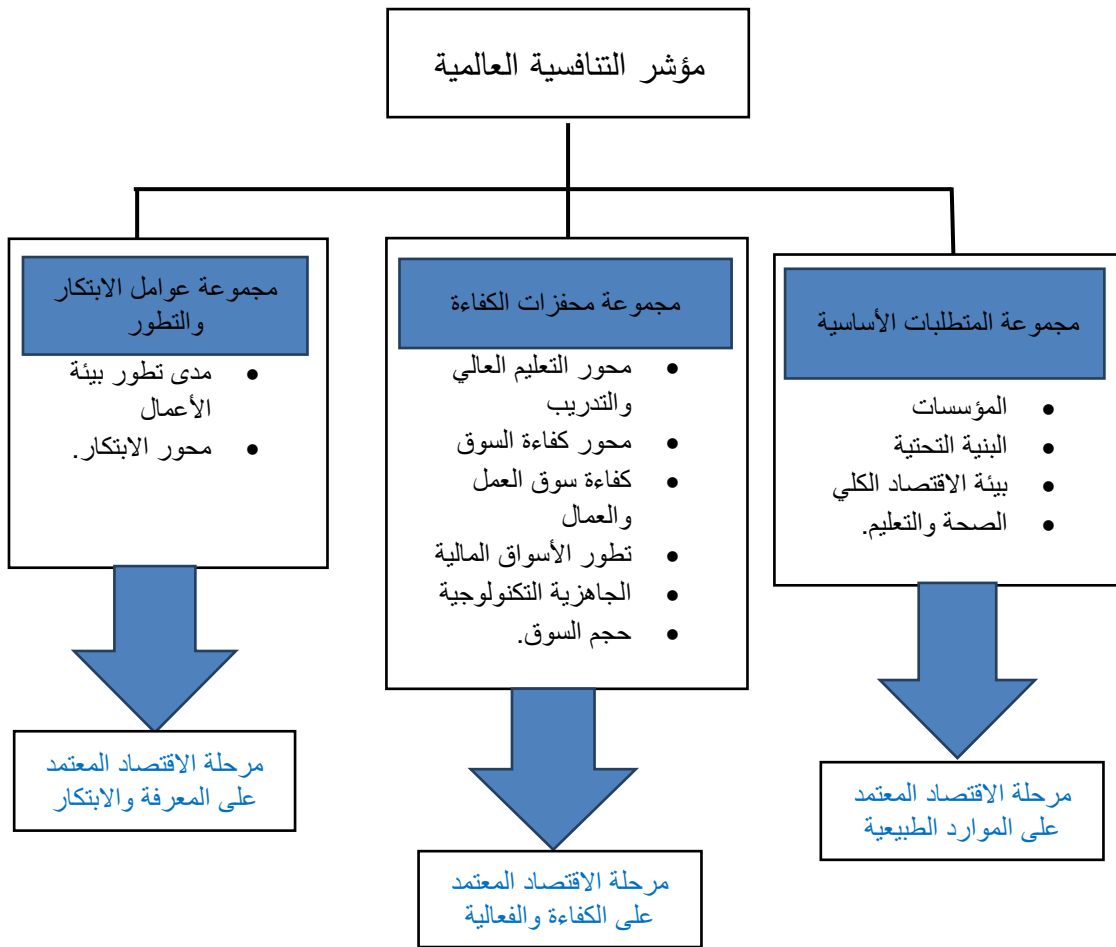 مؤشر التنافسية العالمية
مجموعة المتطلبات الأساسية
• المؤسسات
• البنية التحتية
• بيئة الاقتصاد الكلي
• الصحة والتعليم.
مرحلة الاقتصاد المعتمد
على الموارد الطبيعية
مجموعة محفزات الكفاءة
• محور التعليم العالي
والتدريب
• محور كفاءة السوق
• كفاءة سوق العمل
والعمال
• تطور الأسواق المالية
• الجاهزية التكنولوجية
• حجم السوق.
مرحلة الاقتصاد المعتمد
على الكفاءة والفعالية
مجموعة عوامل الابتكار
والتطور
• مدى تطور بيئة
الأعمال
• محور الابتكار.
مرحلة الاقتصاد المعتمد
على المعرفة والابتكار